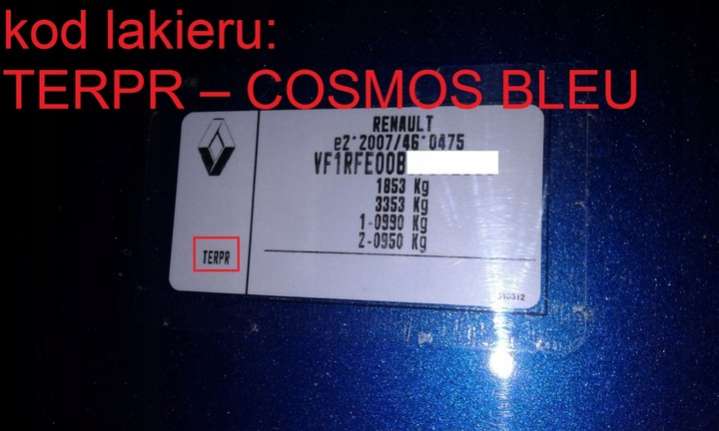 kod lakieru:
TERPR – COSMOS BLEU
RENAULT
e2*2007/46*0475
VF1RFE00B
1853 Kg
3353 Kg
1-0990 Kg
2-0950 Kg
TERPR